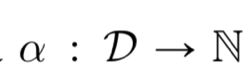 α : 𝒟 → ℕ